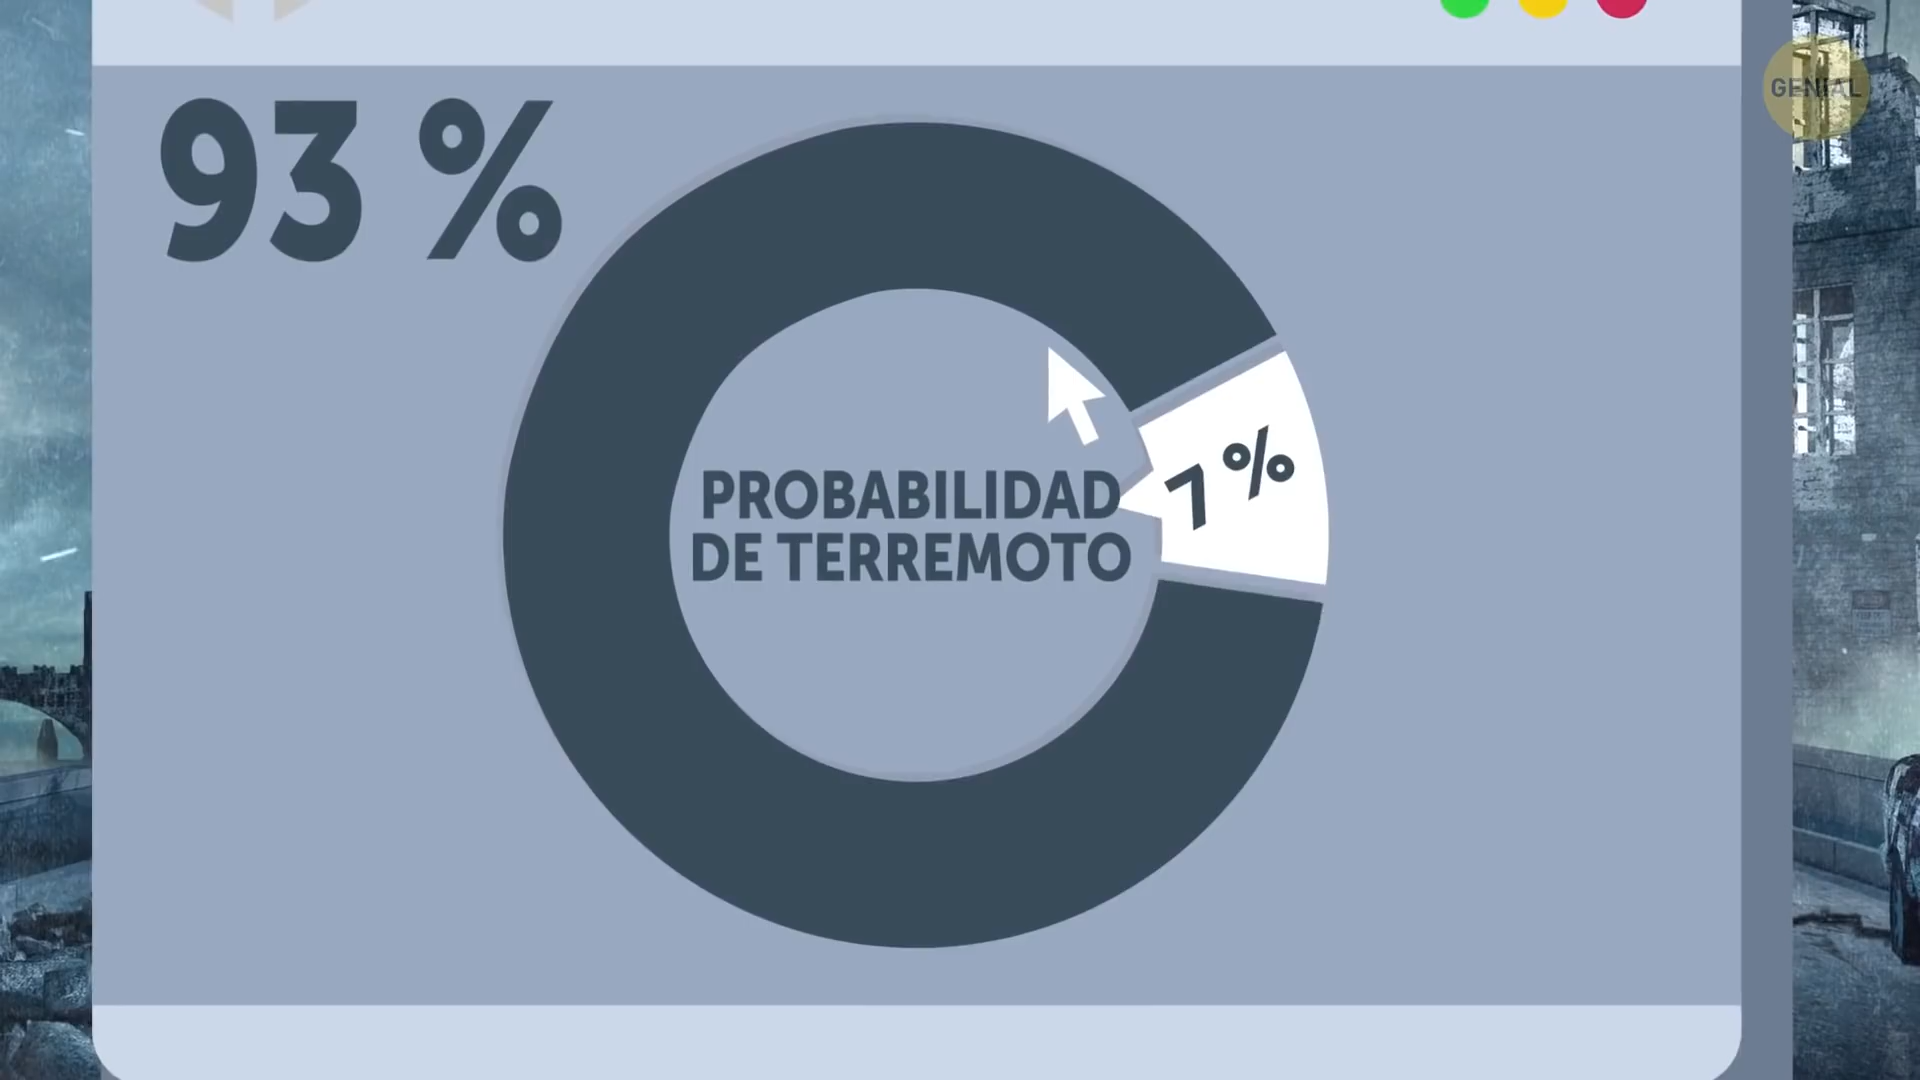 93 %
GENIAL
PROBABILIDAD
DE TERREMOTO
7 %